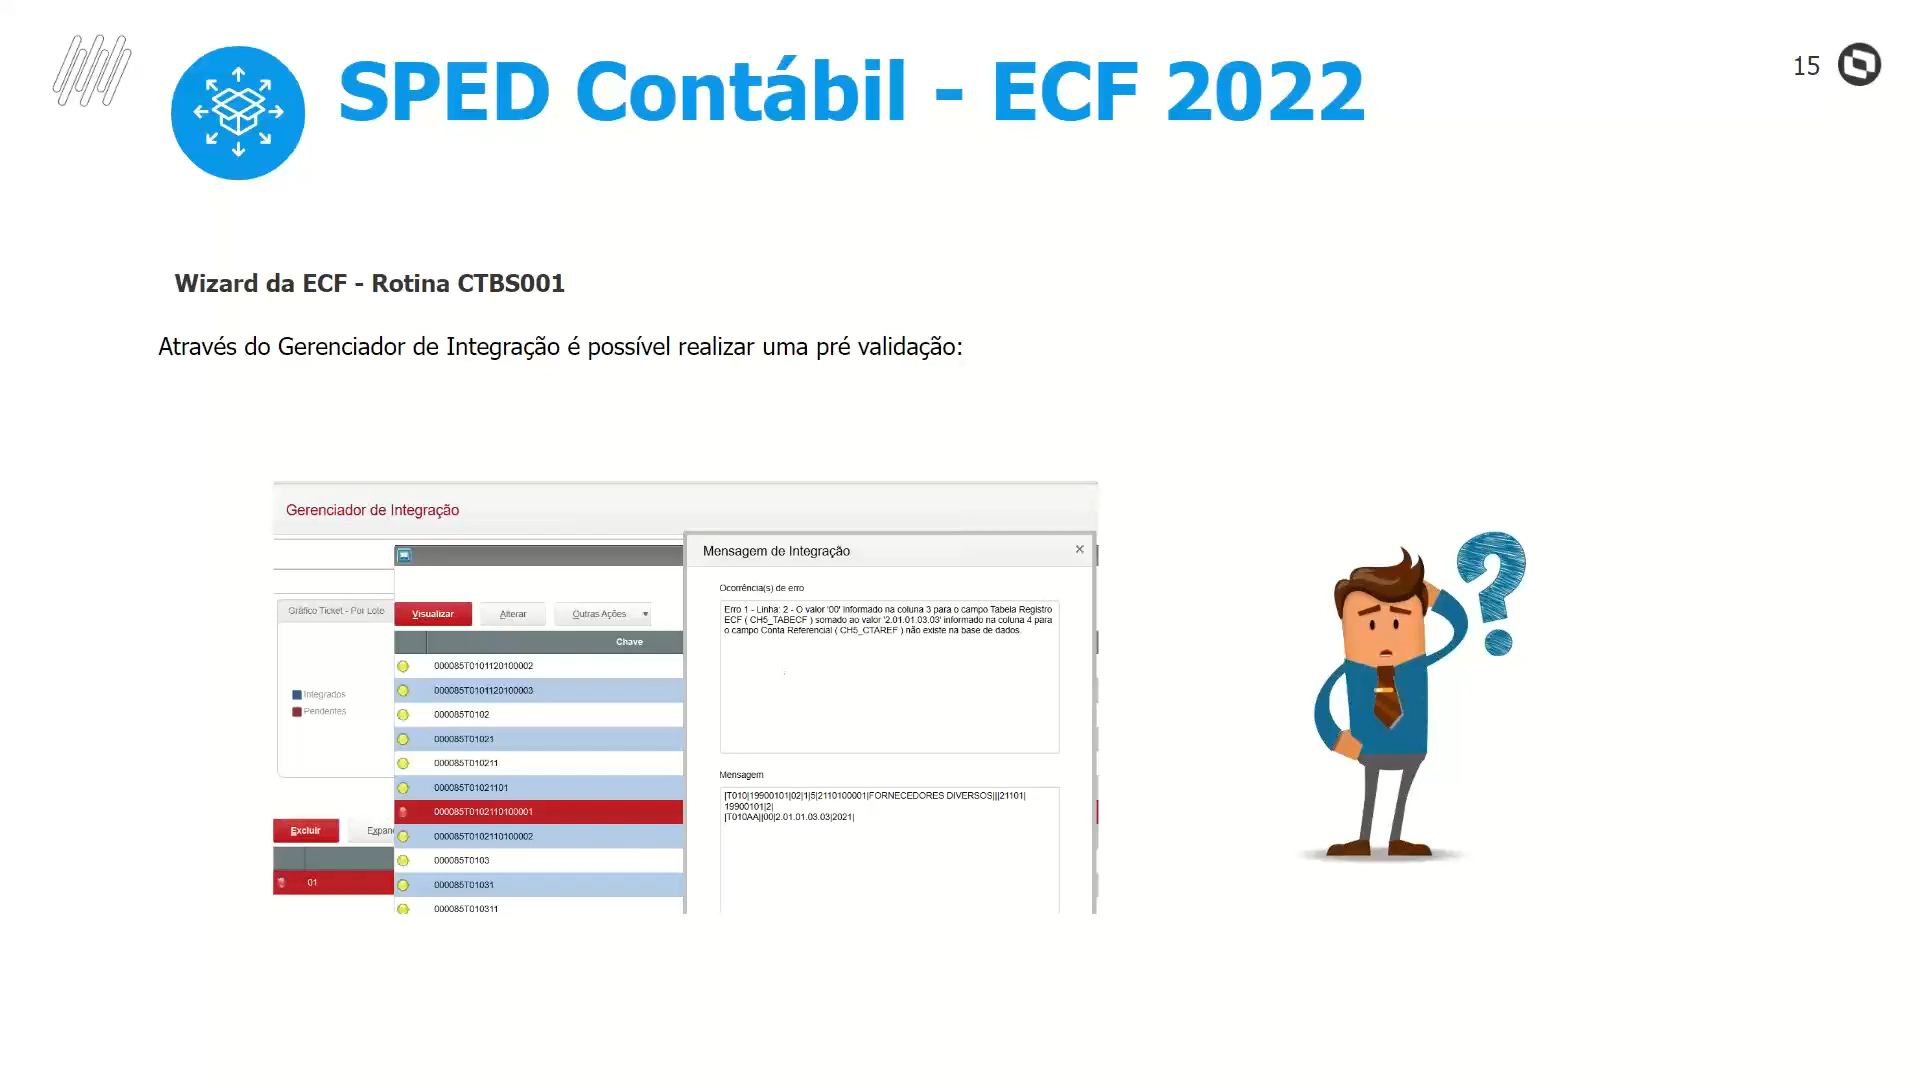 SPED Contábil - ECF 2022
15
Wizard da ECF - Rotina CTBS001
Através do Gerenciador de Integração é possível realizar uma pré validação:
Gerenciador de Integração
Mensagem de Integração
Ocorrência(s) de erro
Erro 1 - Linha: 2 - O valor '00' informado na coluna 3 para o campo Tabela Registro
ECF ( CH5_TABECF ) somado ao valor '2.01.01.03.03' informado na coluna 4 para
o campo Conta Referencial ( CH5_CTAREF ) não existe na base de dados.
Mensagem
|T010|19900101|02|1|5|2110100001|FORNECEDORES DIVERSOS|||21101|
19900101|2|
|T010AA||00|2.01.01.03.03|2021|
Gráfico Ticket - Por Lote
Integrados
Pendentes
Visualizar
Alterar
Outras Ações
Chave
000085T0101120100002
000085T0101120100003
000085T0102
000085T01021
000085T010211
000085T01021101
000085T0102110100001
000085T0102110100002
000085T0103
000085T01031
000085T010311
Excluir
Expan
01